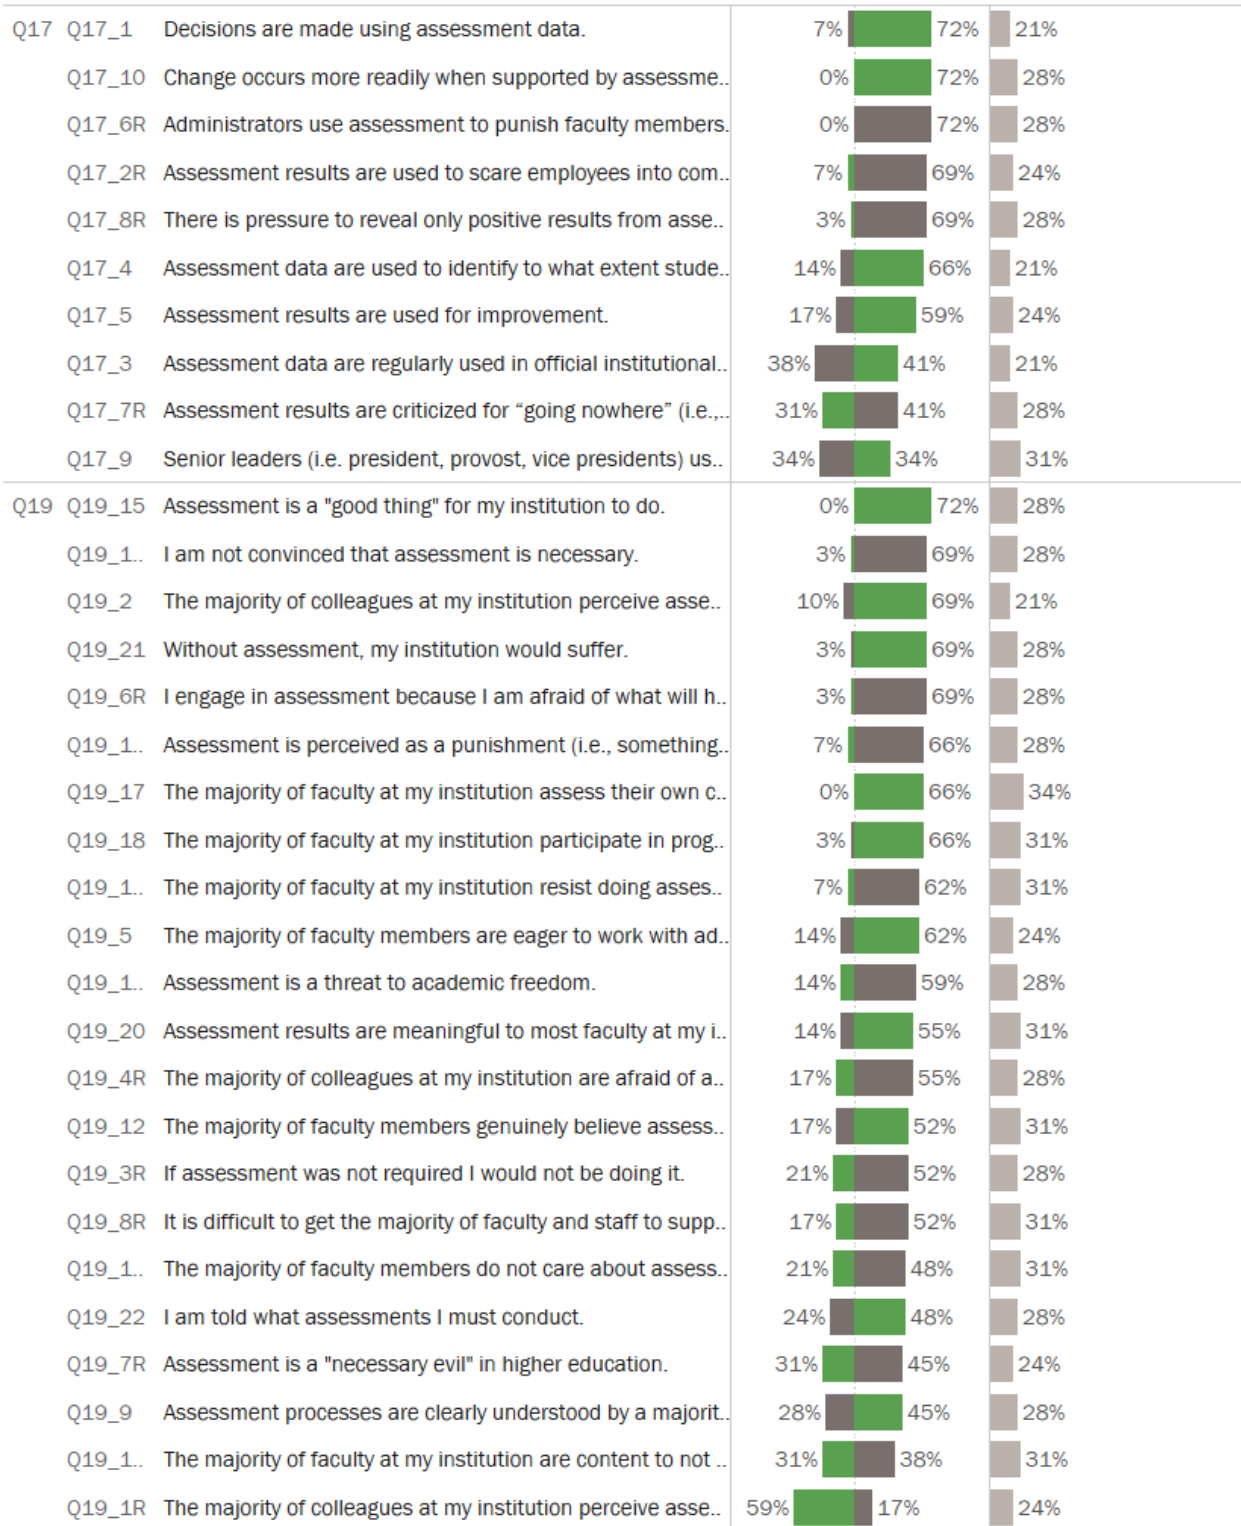 Q17 Q17_1 Decisions are made using assessment data. 7% 72% 21%
Q17_10 Change occurs more readily when supported by assessme.. 0% 72% 28%
Q17_6R Administrators use assessment to punish faculty members. 0% 72% 28%
Q17_2R Assessment results are used to scare employees into com.. 7% 69% 24%
Q17_8R There is pressure to reveal only positive results from asse.. 3% 69% 28%
Q17_4 Assessment data are used to identify to what extent stude.. 14% 66% 21%
Q17_5 Assessment results are used for improvement. 17% 59% 24%
Q17_3 Assessment data are regularly used in official institutional.. 38% 41% 21%
Q17_7R Assessment results are criticized for “going nowhere” (i.e.,.. 31% 41% 28%
Q17_9 Senior leaders (i.e. president, provost, vice presidents) us.. 34% 34% 31%
Q19 Q19_15 Assessment is a "good thing" for my institution to do. 0% 72% 28%
Q19_1.. I am not convinced that assessment is necessary. 3% 69% 28%
Q19_2 The majority of colleagues at my institution perceive asse.. 10% 69% 21%
Q19_21 Without assessment, my institution would suffer. 3% 69% 28%
Q19_6R I engage in assessment because I am afraid of what will h.. 3% 69% 28%
Q19_1.. Assessment is perceived as a punishment (i.e., something.. 7% 66% 28%
Q19_17 The majority of faculty at my institution assess their own c.. 0% 66% 34%
Q19_18 The majority of faculty at my institution participate in prog.. 3% 66% 31%
Q19_1.. The majority of faculty at my institution resist doing asses.. 7% 62% 31%
Q19_5 The majority of faculty members are eager to work with ad.. 14% 62% 24%
Q19_1.. Assessment is a threat to academic freedom. 14% 59% 28%
Q19_20 Assessment results are meaningful to most faculty at my i.. 14% 55% 31%
Q19_4R The majority of colleagues at my institution are afraid of a.. 17% 55% 28%
Q19_12 The majority of faculty members genuinely believe assess.. 17% 52% 31%
Q19_3R If assessment was not required I would not be doing it. 21% 52% 28%
Q19_8R It is difficult to get the majority of faculty and staff to supp.. 17% 52% 31%
Q19_1.. The majority of faculty members do not care about assess.. 21% 48% 31%
Q19_22 I am told what assessments I must conduct. 24% 48% 28%
Q19_7R Assessment is a "necessary evil" in higher education. 31% 45% 24%
Q19_9 Assessment processes are clearly understood by a majorit.. 28% 45% 28%
Q19_1.. The majority of faculty at my institution are content to not .. 31% 38% 31%
Q19_1R The majority of colleagues at my institution perceive asse.. 59% 17% 24%